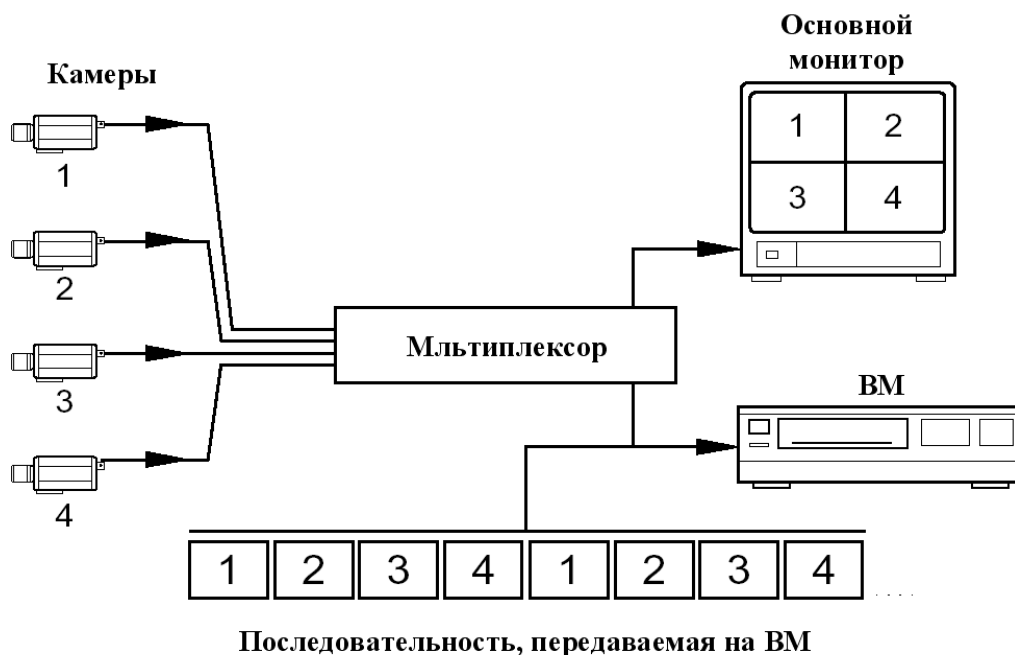 Основной
монитор
Камеры
1
2
3
4
1 2
3 4
Мльтиплексор
ВМ
1 2 3 4 1 2 3 4 ....
Последовательность, передаваемая на ВМ